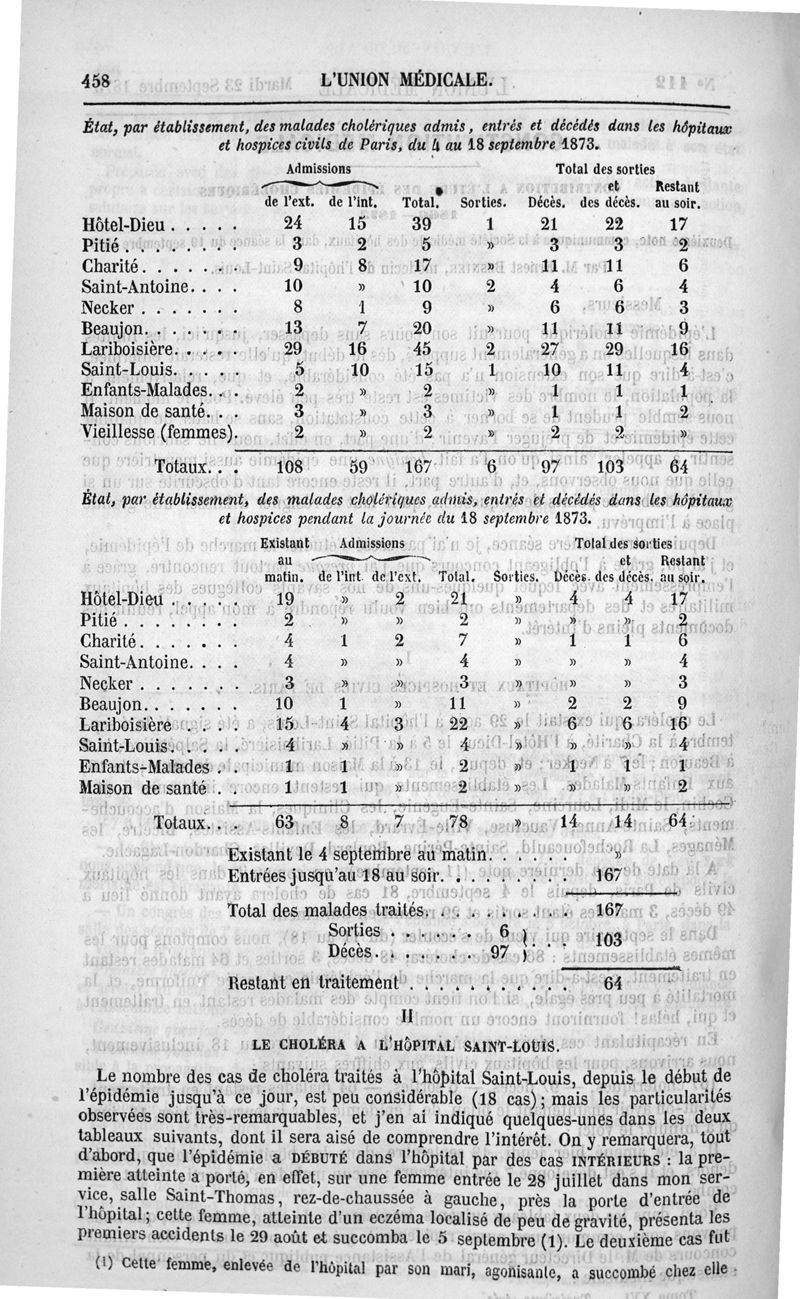 458 L'UNION MÉDICALE.
État, par établissement, des malades cholériques admis, entrés et décédés dans les hôpitaux
et hospices civils de Paris, du 4 au 18 septembre 1873.
Admissions Total des sorties
et Restant
de l'ext. de l'int. Total. Sorties. Décès. des décès. au soir.
Hôtel-Dieu . . . . . 24 15 39 1 21 22 17
Pitié . . . . . . . . 3 2 5 » 3 3 2
Charité. . . . . . . 9 8 17 » 11 11 6
Saint-Antoine. . . . 10 » 10 2 4 6 4
Necker . . . . . . . 8 1 9 » 6 6 3
Beaujon. . . . . . . 13 7 20 » 11 11 9
Lariboisière. . . . . 29 16 45 2 27 29 16
Saint-Louis. . . . . 5 10 15 1 10 11 4
Enfants-Malades. . . 2 » 2 » 1 1 1
Maison de santé. . . 3 » 3 » 1 1 2
Vieillesse (femmes). 2 » 2 » 2 2 »
Totaux. . . 108 59 167 6 97 103 64
État, par établissement, des malades cholériques admis, entrés et décédés dans les hôpitaux
et hospices pendant la journée du 18 septembre 1873.
Existant Admissions Total des sorties
au et Restant
matin. de l'int. de l'ext. Total. Sorties. Décès. des décès. au soir.
Hôtel-Dieu . . . . . 19 » 2 21 » 4 4 17
Pitié . . . . . . . . 2 » » 2 » » » 2
Charité . . . . . . . 4 1 2 7 » 1 1 6
Saint-Antoine. . . . 4 » » 4 » » » 4
Necker . . . . . . . 3 » » 3 » » » 3
Beaujon. . . . . . . 10 1 » 11 » 2 2 9
Lariboisière . . . . 15 4 3 22 » 6 6 16
Saint-Louis. . . . . 4 » » 4 » » » 4
Enfants-Malades . . 1 1 » 2 » 1 1 1
Maison de santé . . 1 1 » 2 » » » 2
Totaux. . . 63 8 7 78 » 14 14 64
Existant le 4 septembre au matin. . . . . . »
Entrées jusqu'au 18 au soir. . . . . . . . . 167
Total des malades traités. . . . . . . . . . 167
Sorties . . . . . . 6 } . . . 103
Décès. . . . . . . 97 }
Restant en traitement . . . . . . . . . . . 64
II
LE CHOLÉRA A L'HÔPITAL SAINT-LOUIS.
Le nombre des cas de choléra traités à l'hôpital Saint-Louis, depuis le début de
l'épidémie jusqu'à ce jour, est peu considérable (18 cas); mais les particularités
observées sont très-remarquables, et j'en ai indiqué quelques-unes dans les deux
tableaux suivants, dont il sera aisé de comprendre l'intérêt. On y remarquera, tout
d'abord, que l'épidémie a DÉBUTÉ dans l'hôpital par des cas INTÉRIEURS : la pre-
mière atteinte a porté, en effet, sur une femme entrée le 28 juillet dans mon ser-
vice, salle Saint-Thomas, rez-de-chaussée à gauche, près la porte d'entrée de
l'hôpital; cette femme, atteinte d'un eczéma localisé de peu de gravité, présenta les
premiers accidents le 29 août et succomba le 5 septembre (1). Le deuxième cas fut
(1) Cette femme, enlevée de l'hôpital par son mari, agonisante, a succombé chez elle